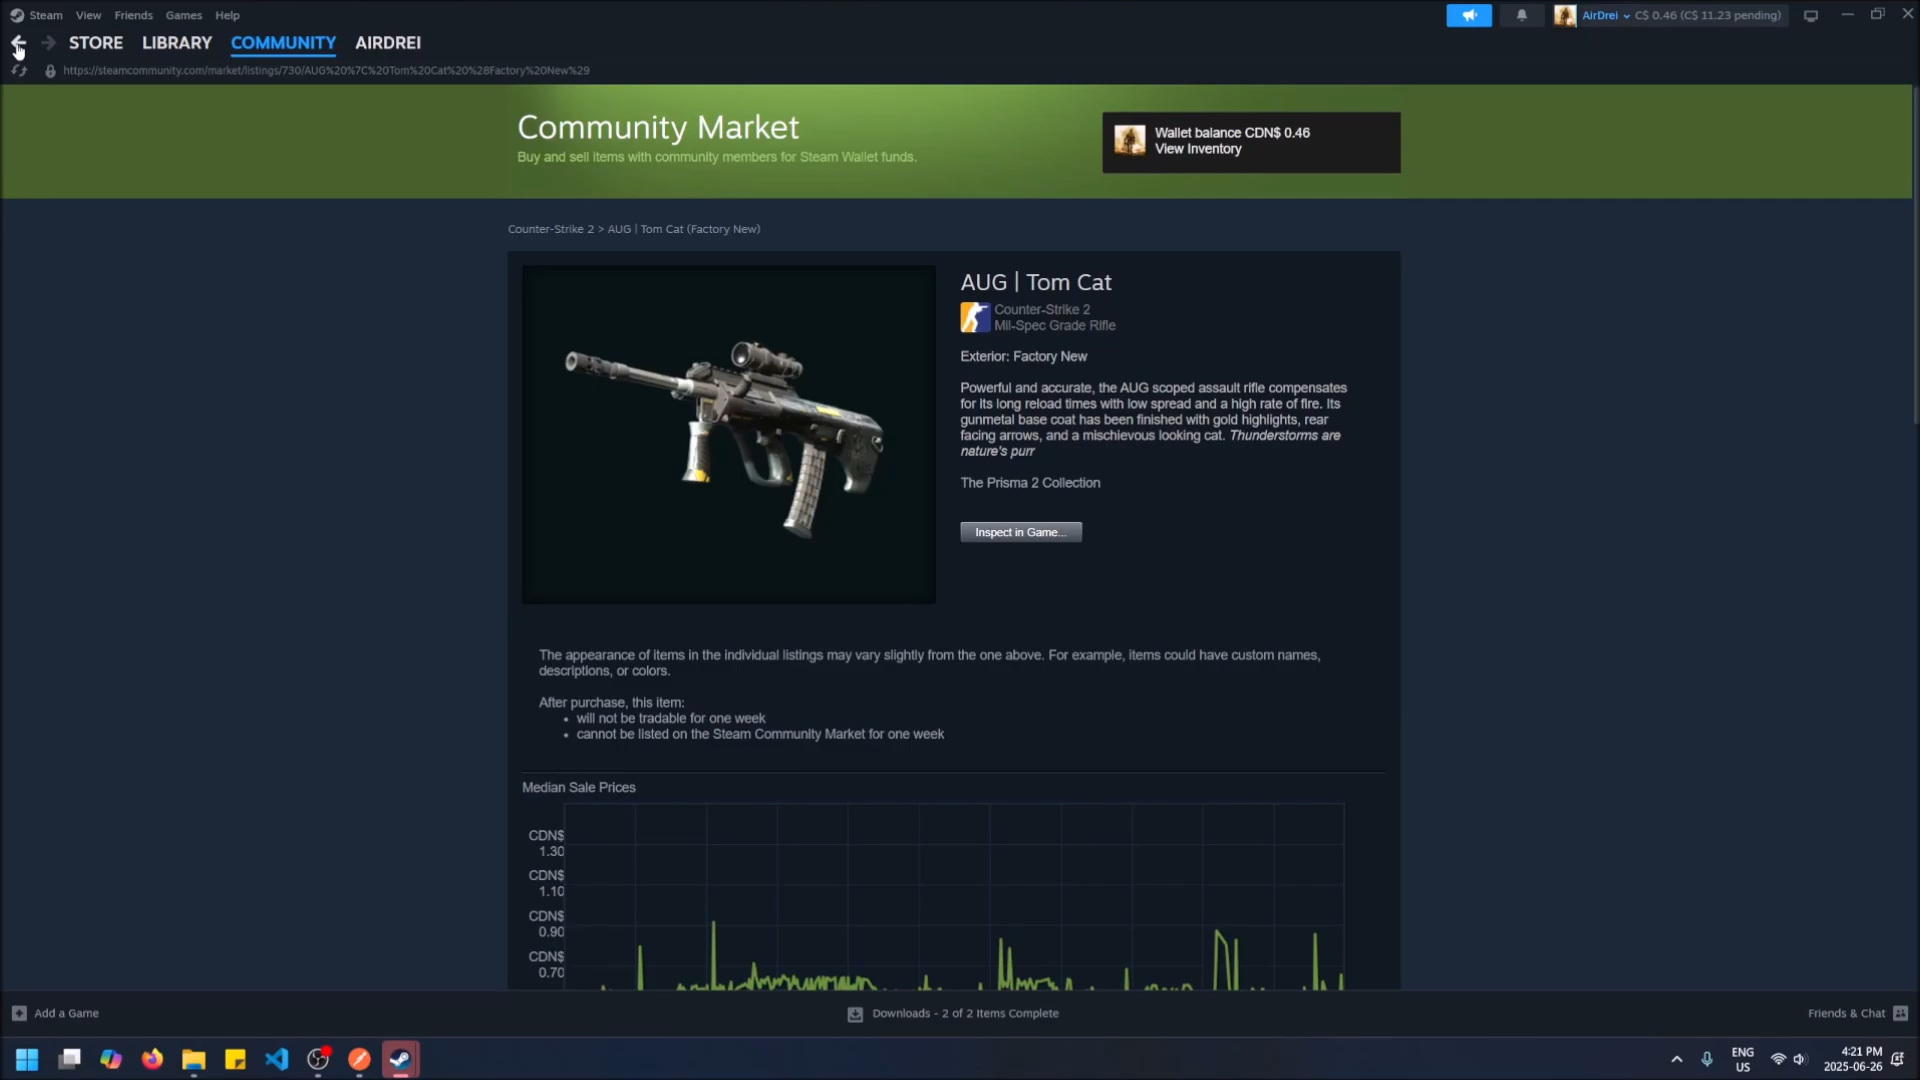 Steam View Friends Games Help
AirDrei C$ 0.46 (C$ 11.23 pending)
STORE LIBRARY COMMUNITY AIRDREI
https://steamcommunity.com/market/listings/730/AUG%20%7C%20Tom%20Cat%20%28Factory%20New%29
Community Market
Buy and sell items with community members for Steam Wallet funds.
Wallet balance CDN$ 0.46
View Inventory
Counter-Strike 2 > AUG | Tom Cat (Factory New)
AUG | Tom Cat
Counter-Strike 2
Mil-Spec Grade Rifle
Exterior: Factory New
Powerful and accurate, the AUG scoped assault rifle compensates
for its long reload times with low spread and a high rate of fire. Its
gunmetal base coat has been finished with gold highlights, rear
facing arrows, and a mischievous looking cat. Thunderstorms are
nature's purr
The Prisma 2 Collection
Inspect in Game...
The appearance of items in the individual listings may vary slightly from the one above. For example, items could have custom names,
descriptions, or colors.
After purchase, this item:
• will not be tradable for one week
• cannot be listed on the Steam Community Market for one week
Median Sale Prices
CDN$
1.30
CDN$
1.10
CDN$
0.90
CDN$
0.70
Add a Game
Downloads - 2 of 2 Items Complete
Friends & Chat
ENG
US
4:21 PM
2025-06-26